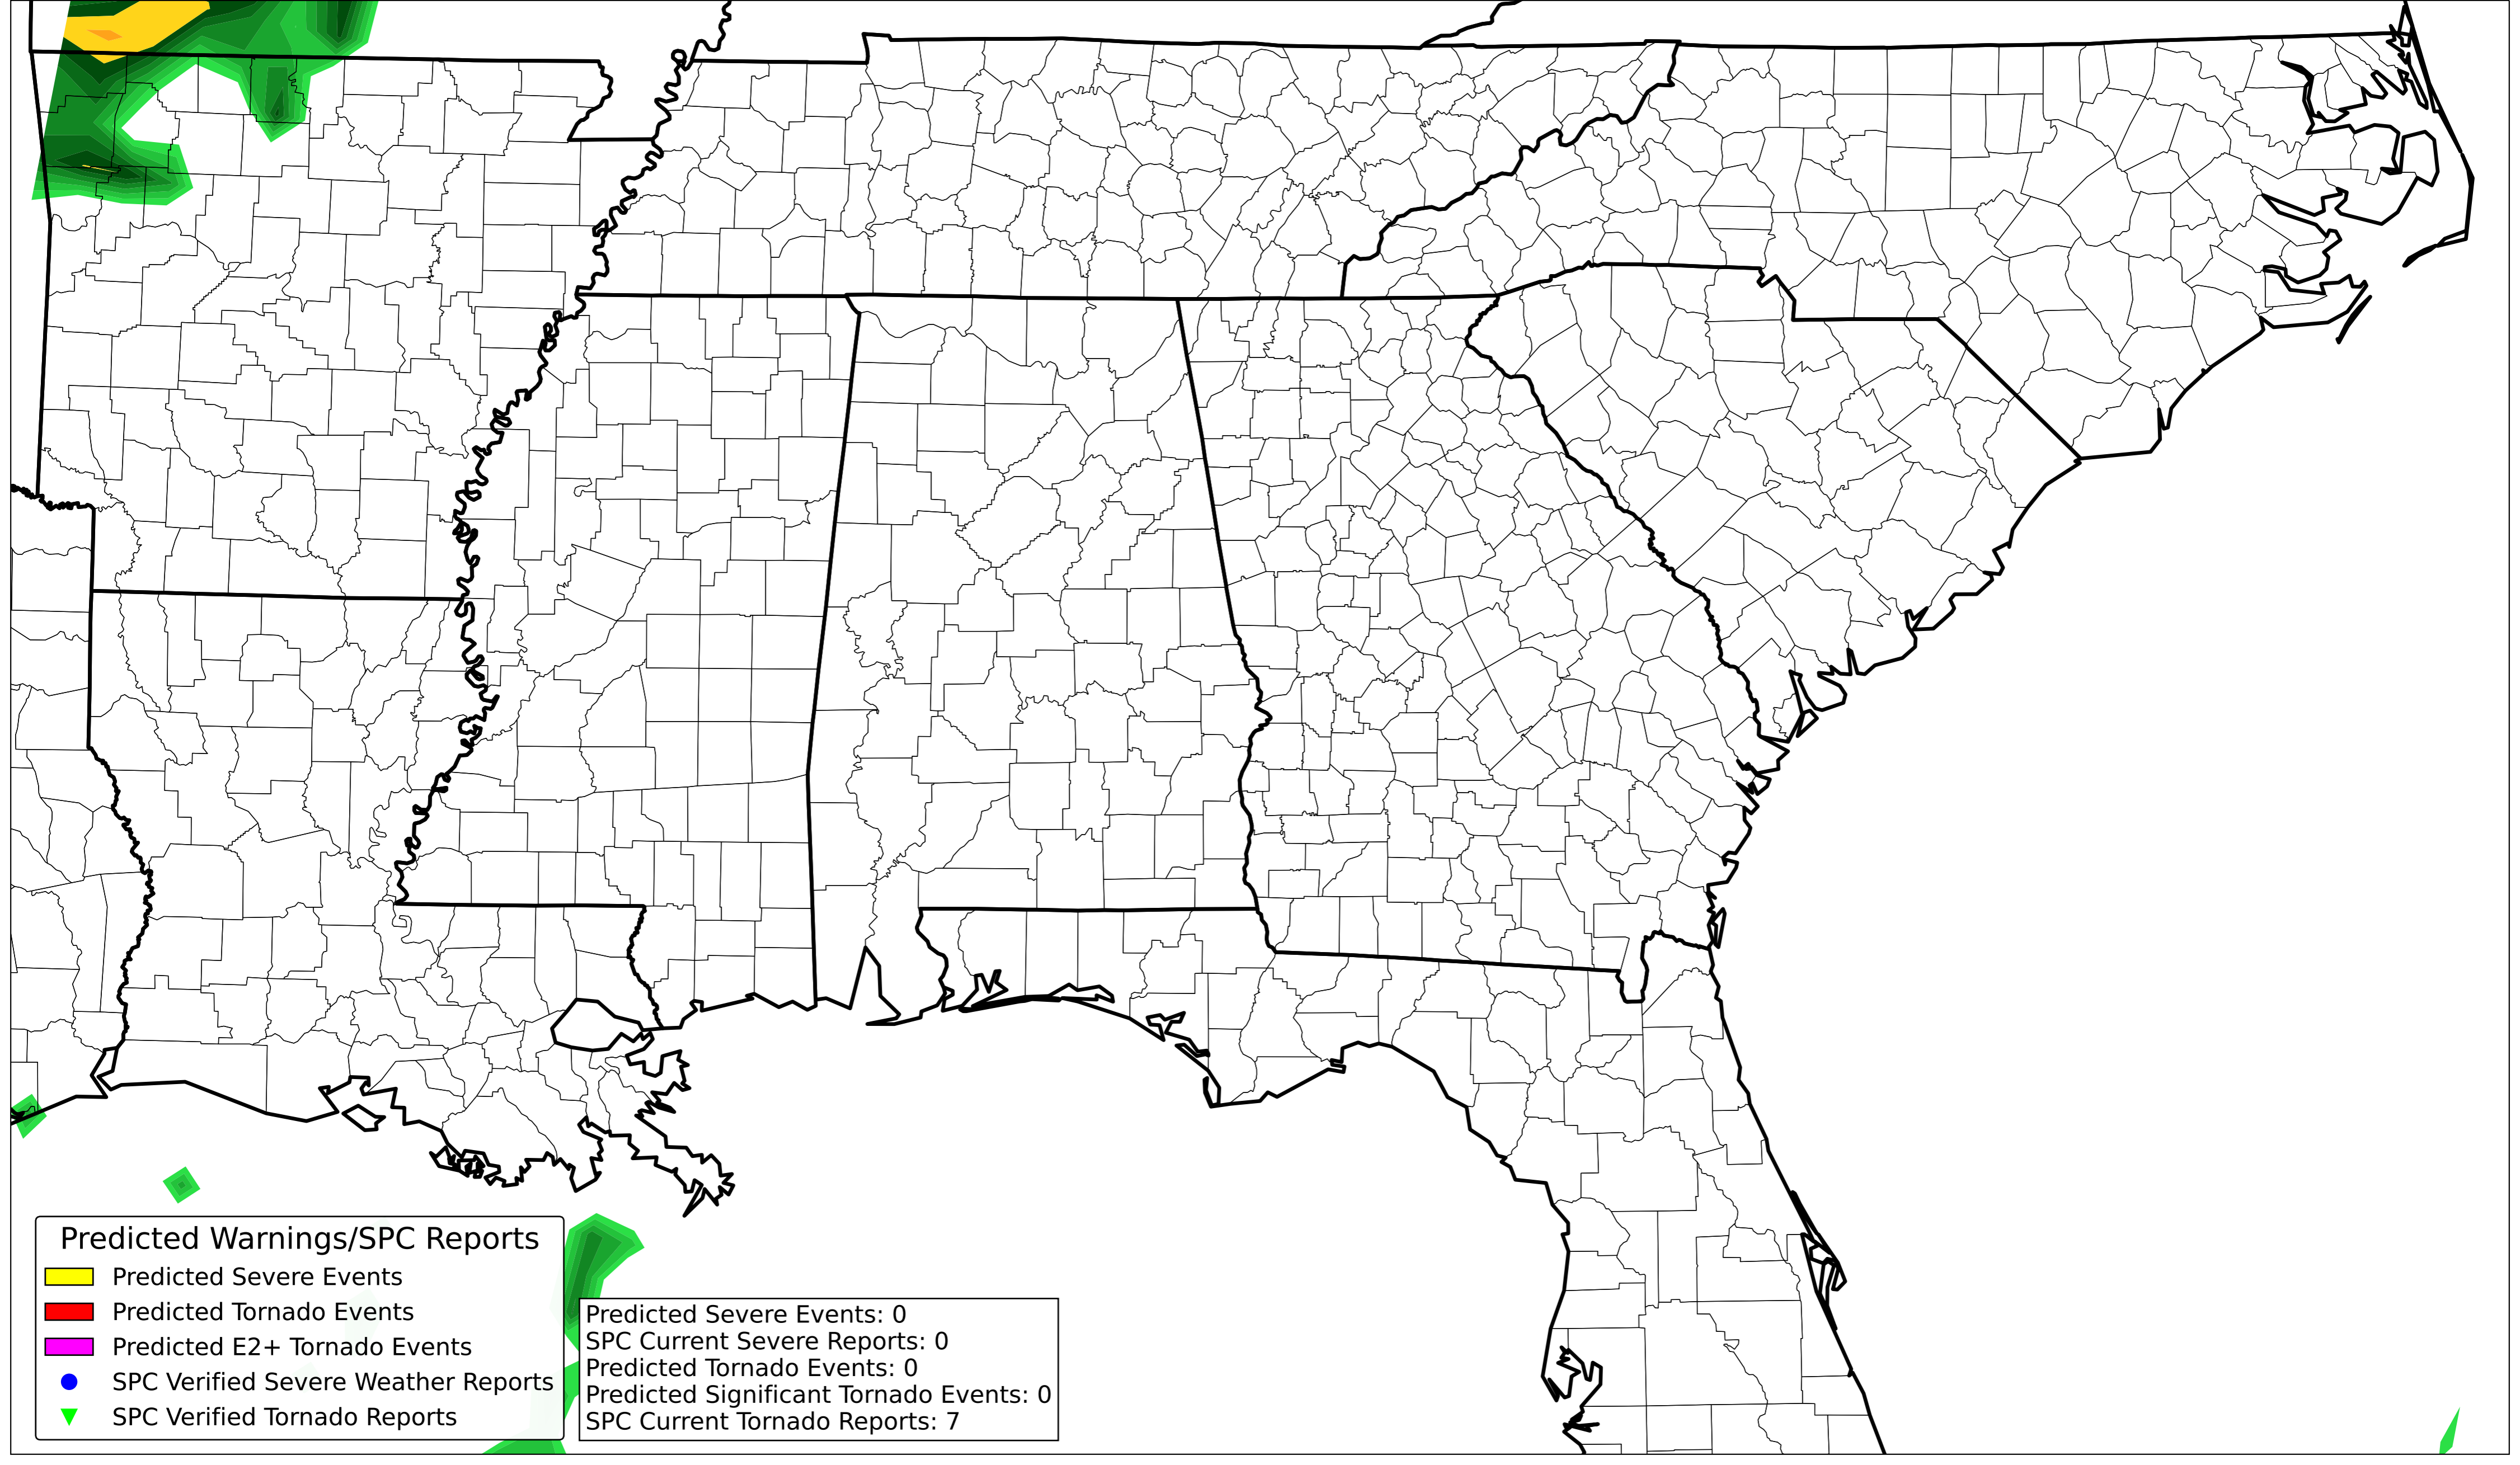 Predicted Warnings/SPC Reports
Predicted Severe Events
Predicted Tornado Events
Predicted E2+ Tornado Events
SPC Verified Severe Weather Reports
SPC Verified Tornado Reports
Predicted Severe Events: 0
SPC Current Severe Reports: 0
Predicted Tornado Events: 0
Predicted Significant Tornado Events: 0
SPC Current Tornado Reports: 7